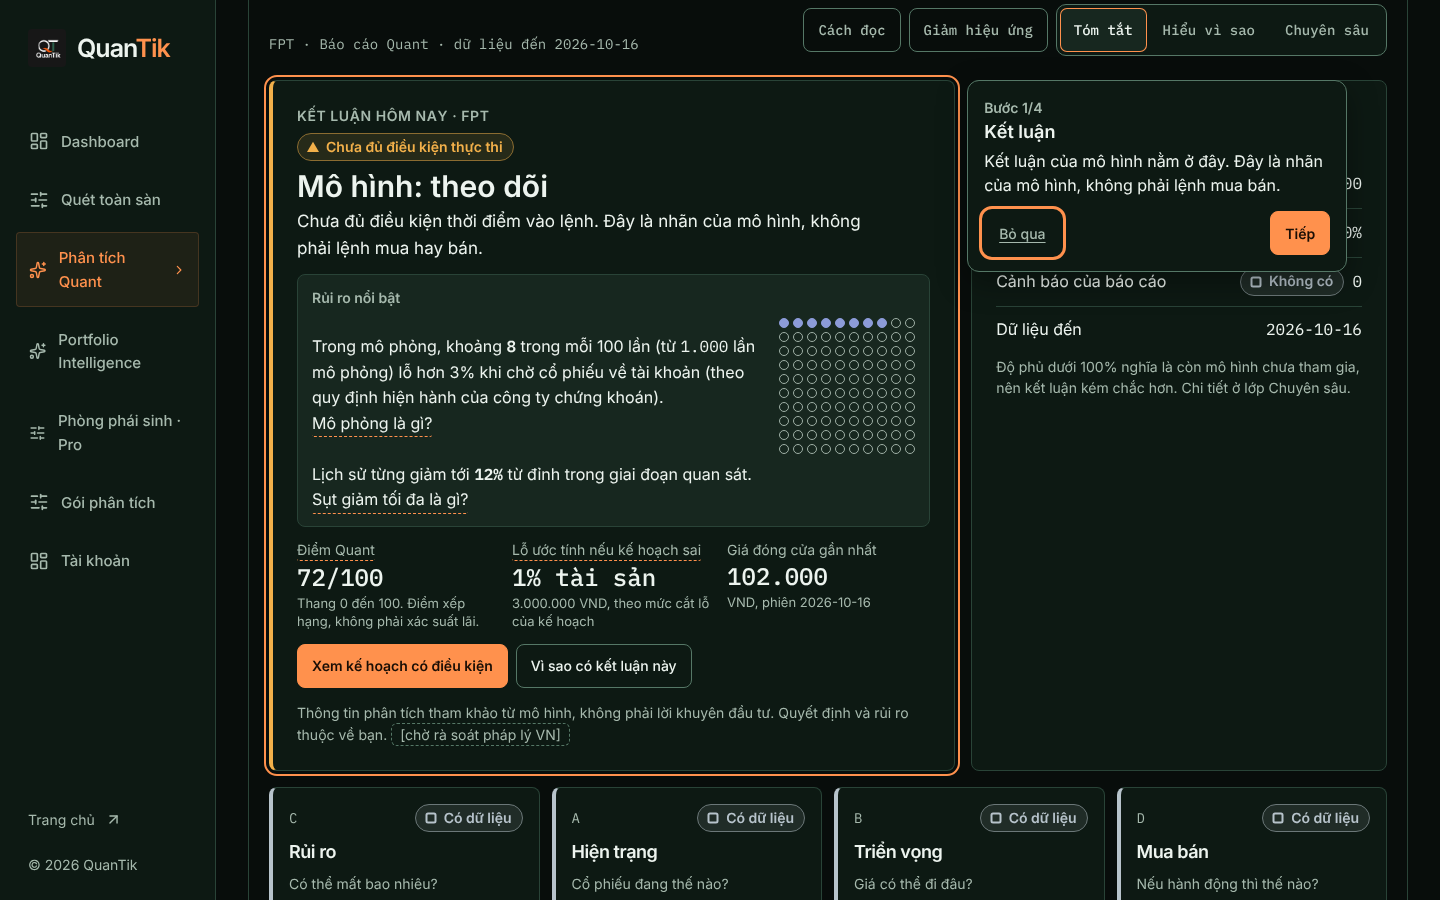 QT
QuanTik
QuanTik
Dashboard
Quét toàn sàn
Phân tích
Quant
Portfolio
Intelligence
Phòng phái sinh ·
Pro
Gói phân tích
Tài khoản
Trang chủ
© 2026 QuanTik
FPT · Báo cáo Quant · dữ liệu đến 2026-10-16
Cách đọc
Giảm hiệu ứng
Tóm tắt
Hiểu vì sao
Chuyên sâu
KẾT LUẬN HÔM NAY · FPT
Chưa đủ điều kiện thực thi
Mô hình: theo dõi
Chưa đủ điều kiện thời điểm vào lệnh. Đây là nhãn của mô hình, không
phải lệnh mua hay bán.
Rủi ro nổi bật
Trong mô phỏng, khoảng 8 trong mỗi 100 lần (từ 1.000 lần
mô phỏng) lỗ hơn 3% khi chờ cổ phiếu về tài khoản (theo
quy định hiện hành của công ty chứng khoán).
Mô phỏng là gì?
Lịch sử từng giảm tới 12% từ đỉnh trong giai đoạn quan sát.
Sụt giảm tối đa là gì?
Điểm Quant
72/100
Thang 0 đến 100. Điểm xếp
hạng, không phải xác suất lãi.
Lỗ ước tính nếu kế hoạch sai
1% tài sản
3.000.000 VND, theo mức cắt lỗ
của kế hoạch
Giá đóng cửa gần nhất
102.000
VND, phiên 2026-10-16
Xem kế hoạch có điều kiện
Vì sao có kết luận này
Thông tin phân tích tham khảo từ mô hình, không phải lời khuyên đầu tư. Quyết định và rủi ro
thuộc về bạn. [chờ rà soát pháp lý VN]
Bước 1/4
Kết luận
Kết luận của mô hình nằm ở đây. Đây là nhãn
của mô hình, không phải lệnh mua bán.
Bỏ qua
Tiếp
00
0%
Cảnh báo của báo cáo
Không có
0
Dữ liệu đến
2026-10-16
Độ phủ dưới 100% nghĩa là còn mô hình chưa tham gia,
nên kết luận kém chắc hơn. Chi tiết ở lớp Chuyên sâu.
C
Có dữ liệu
Rủi ro
Có thể mất bao nhiêu?
A
Có dữ liệu
Hiện trạng
Cổ phiếu đang thế nào?
B
Có dữ liệu
Triển vọng
Giá có thể đi đâu?
D
Có dữ liệu
Mua bán
Nếu hành động thì thế nào?